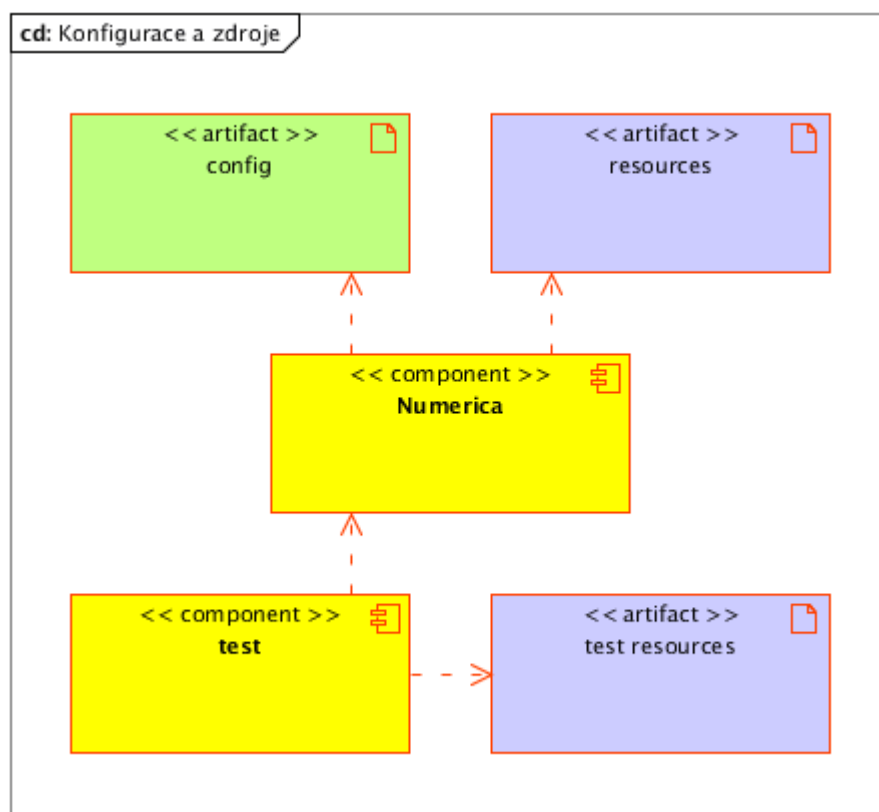 cd: Konfigurace a zdroje
<< artifact >>
config
<< artifact >>
resources
<< component >>
Numerica
<< component >>
test
<< artifact >>
test resources